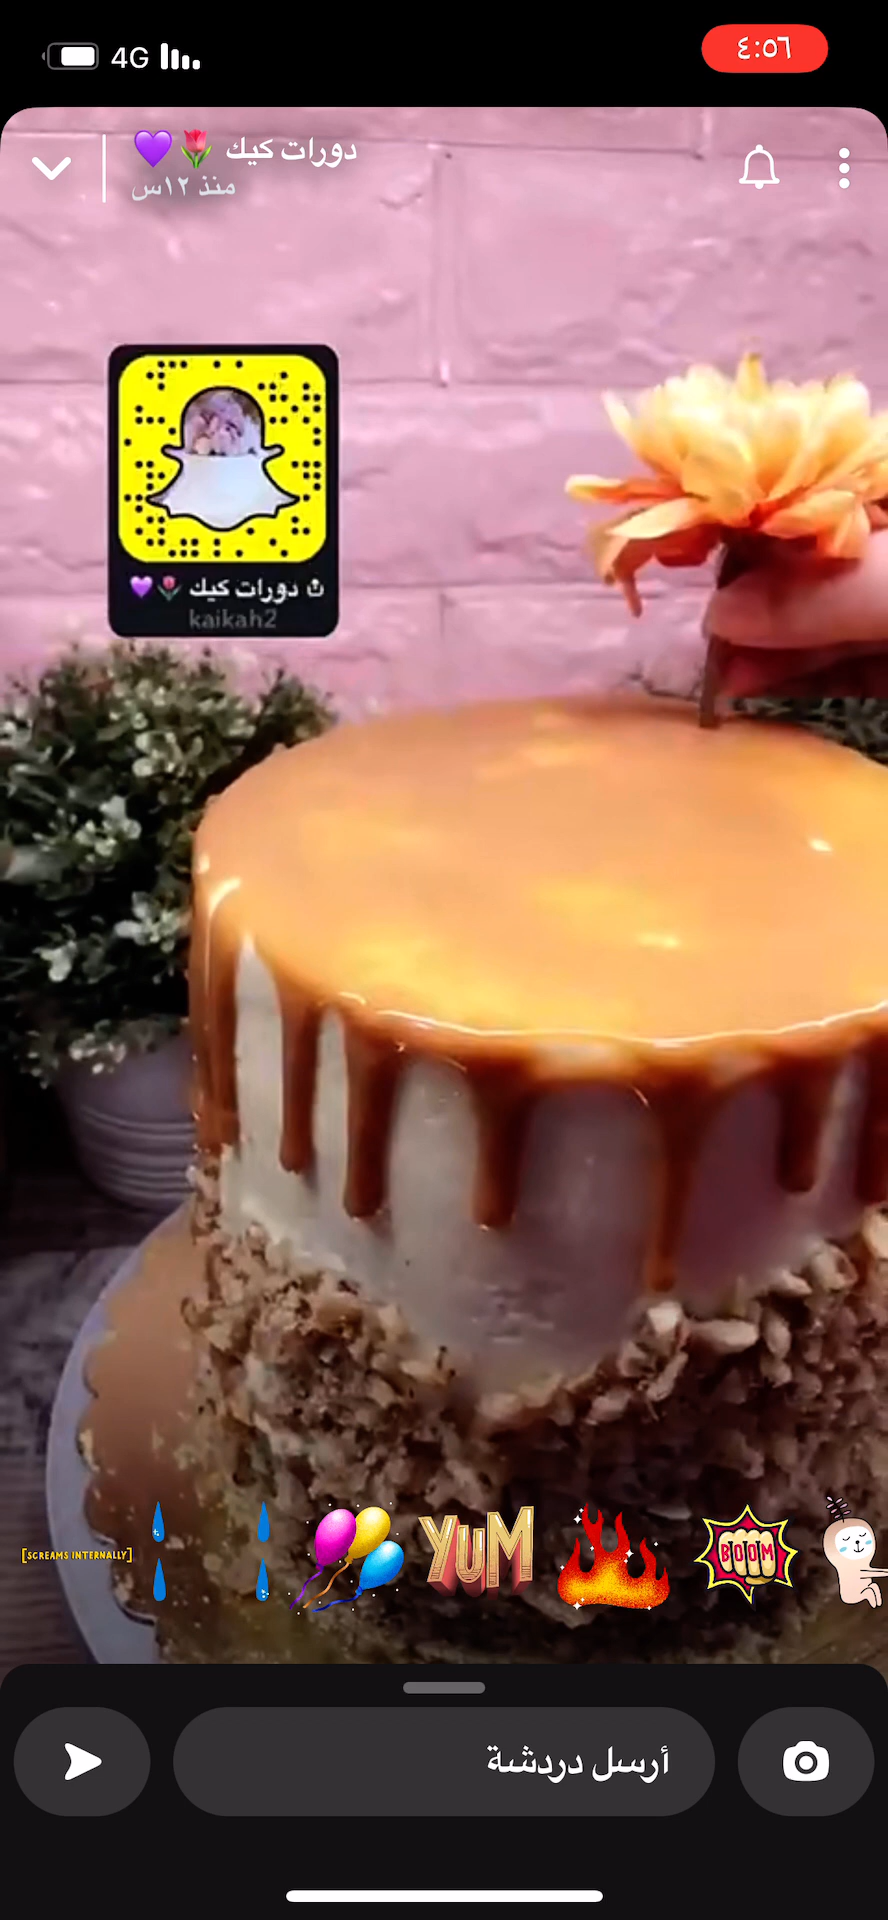 4G
٤:٥٦
دورات كيك 🌷💜
منذ ١٢س
دورات كيك 🌷💜
kaikah2
[SCREAMS INTERNALLY]
YUM
BOOM
أرسل دردشة